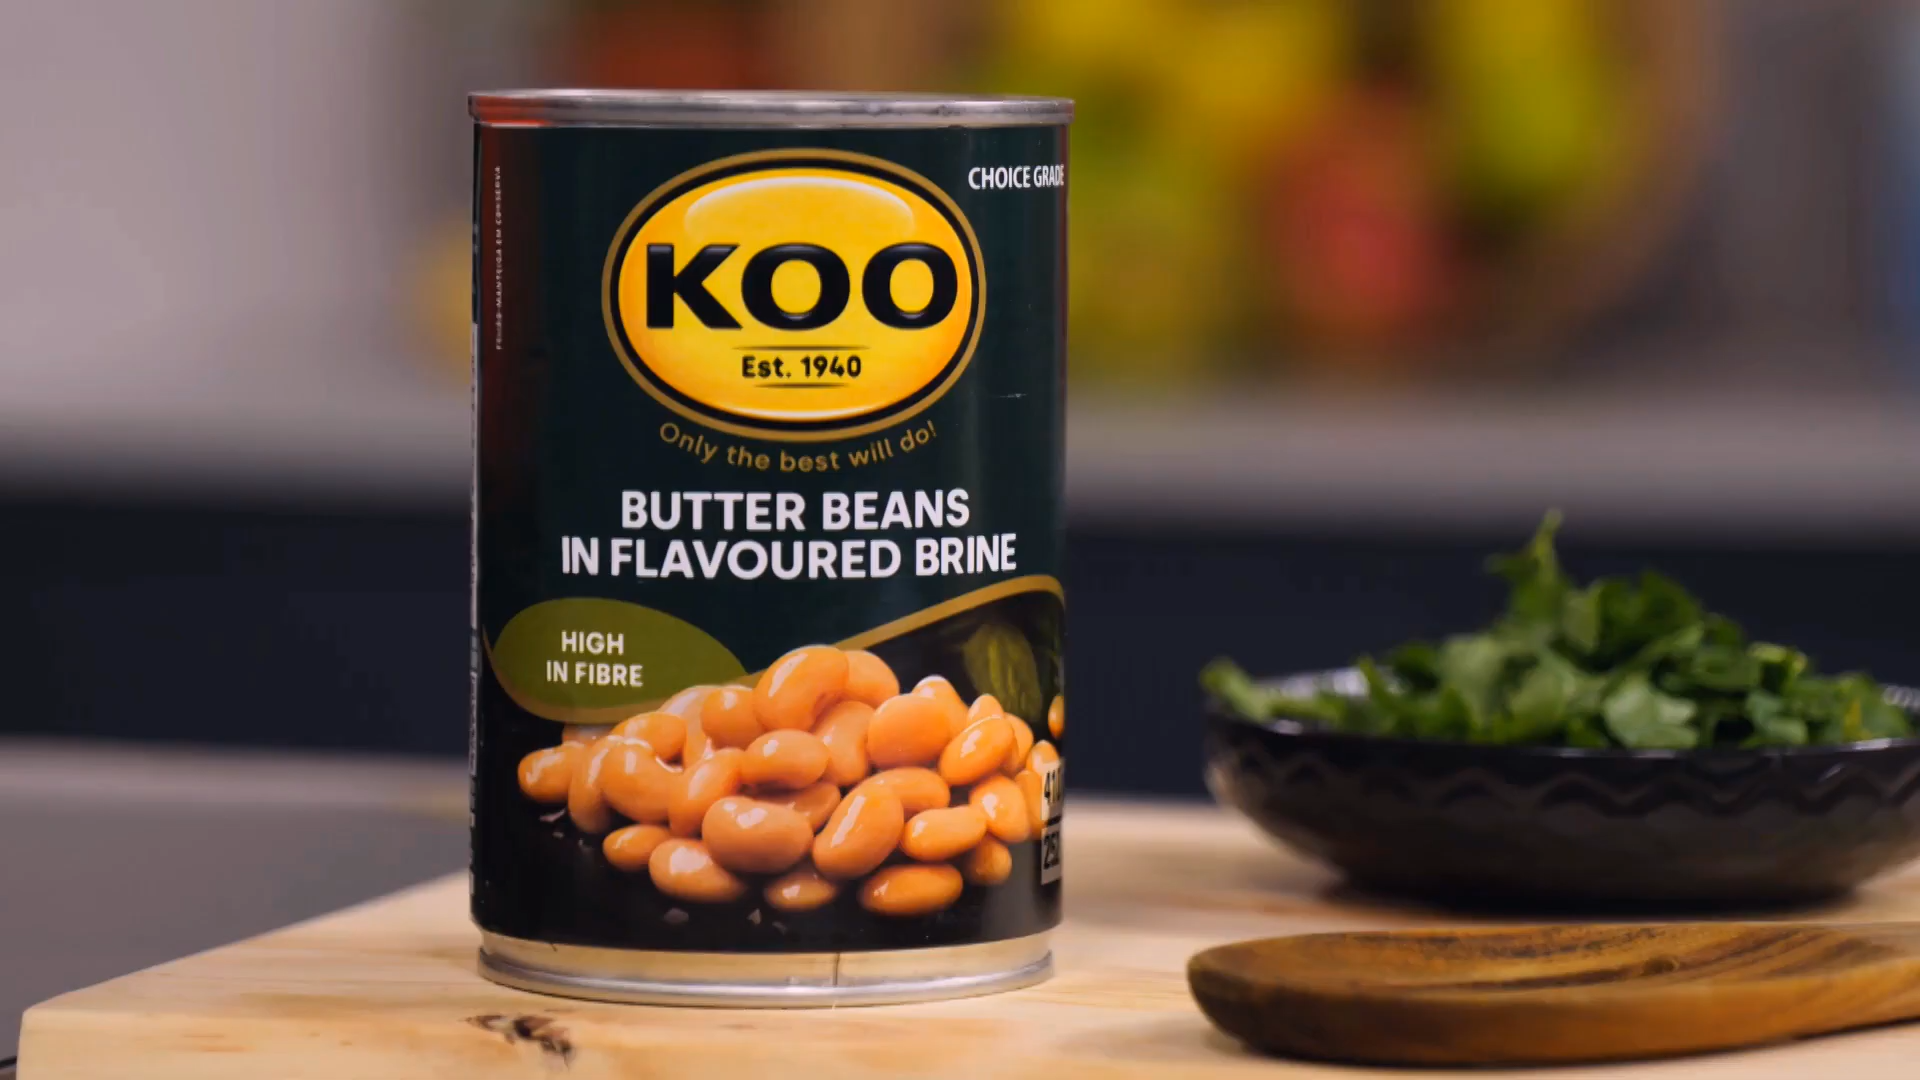 CHOICE GRADE
KOO
Est. 1940
Only the best will do!
BUTTER BEANS
IN FLAVOURED BRINE
HIGH
IN FIBRE